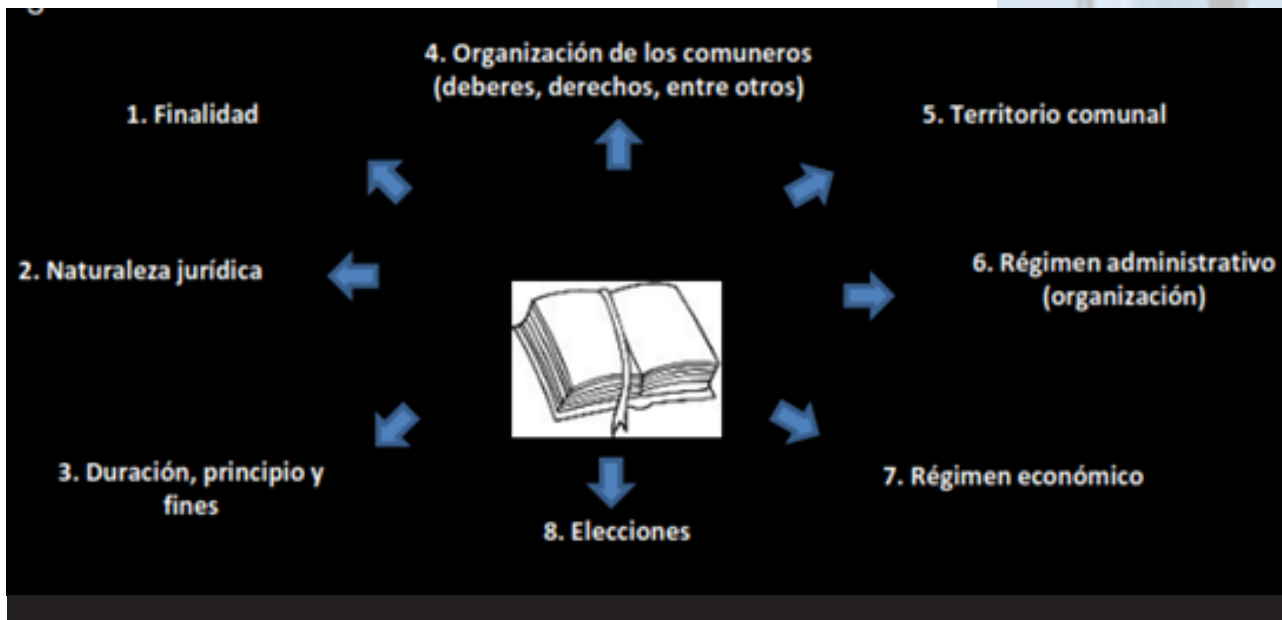 1. Finalidad
2. Naturaleza jurídica
3. Duración, principio y
fines
4. Organización de los comuneros
(deberes, derechos, entre otros)
5. Territorio comunal
6. Régimen administrativo
(organización)
7. Régimen económico
8. Elecciones